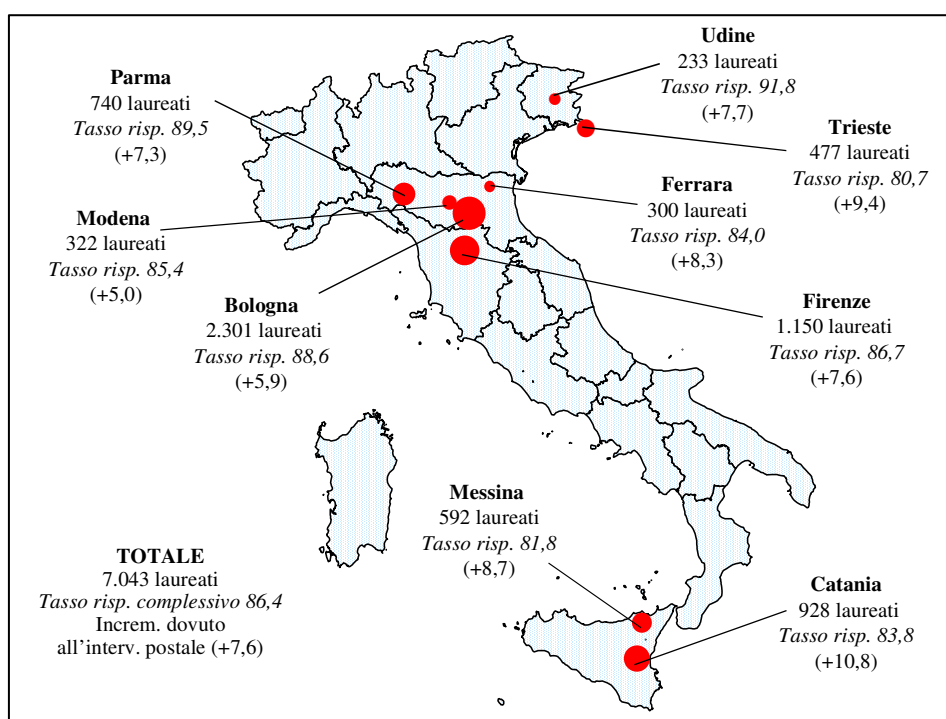 Udine
233 laureati
Tasso risp. 91,8
(+7,7)
Parma
740 laureati
Tasso risp. 89,5
(+7,3)
Trieste
477 laureati
Tasso risp. 80,7
(+9,4)
Ferrara
300 laureati
Tasso risp. 84,0
(+8,3)
Modena
322 laureati
Tasso risp. 85,4
(+5,0)
Bologna
2.301 laureati
Tasso risp. 88,6
(+5,9)
Firenze
1.150 laureati
Tasso risp. 86,7
(+7,6)
Messina
592 laureati
Tasso risp. 81,8
(+8,7)
TOTALE
7.043 laureati
Tasso risp. complessivo 86,4
Increm. dovuto
all'interv. postale (+7,6)
Catania
928 laureati
Tasso risp. 83,8
(+10,8)